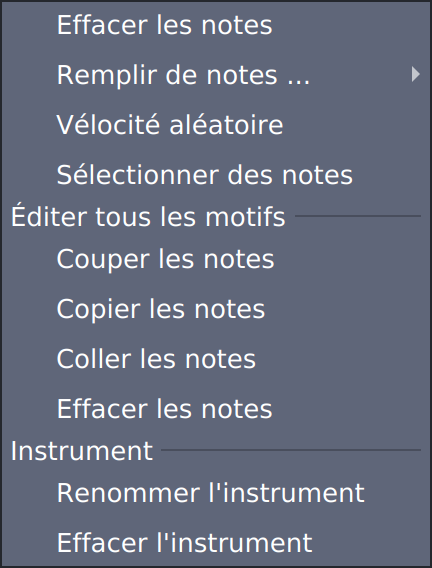 Effacer les notes
Remplir de notes ...
Vélocité aléatoire
Sélectionner des notes
Éditer tous les motifs
Couper les notes
Copier les notes
Coller les notes
Effacer les notes
Instrument
Renommer l'instrument
Effacer l'instrument